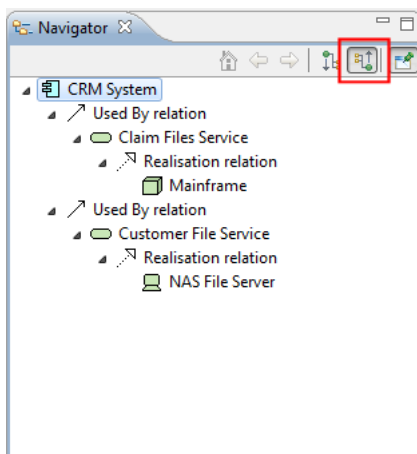 Navigator
CRM System
Used By relation
Claim Files Service
Realisation relation
Mainframe
Used By relation
Customer File Service
Realisation relation
NAS File Server